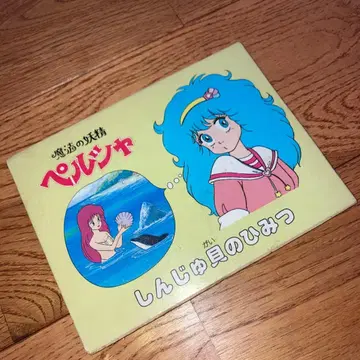 魔法の妖精
ペルシャ
しんじゅ貝のひみつ
がい